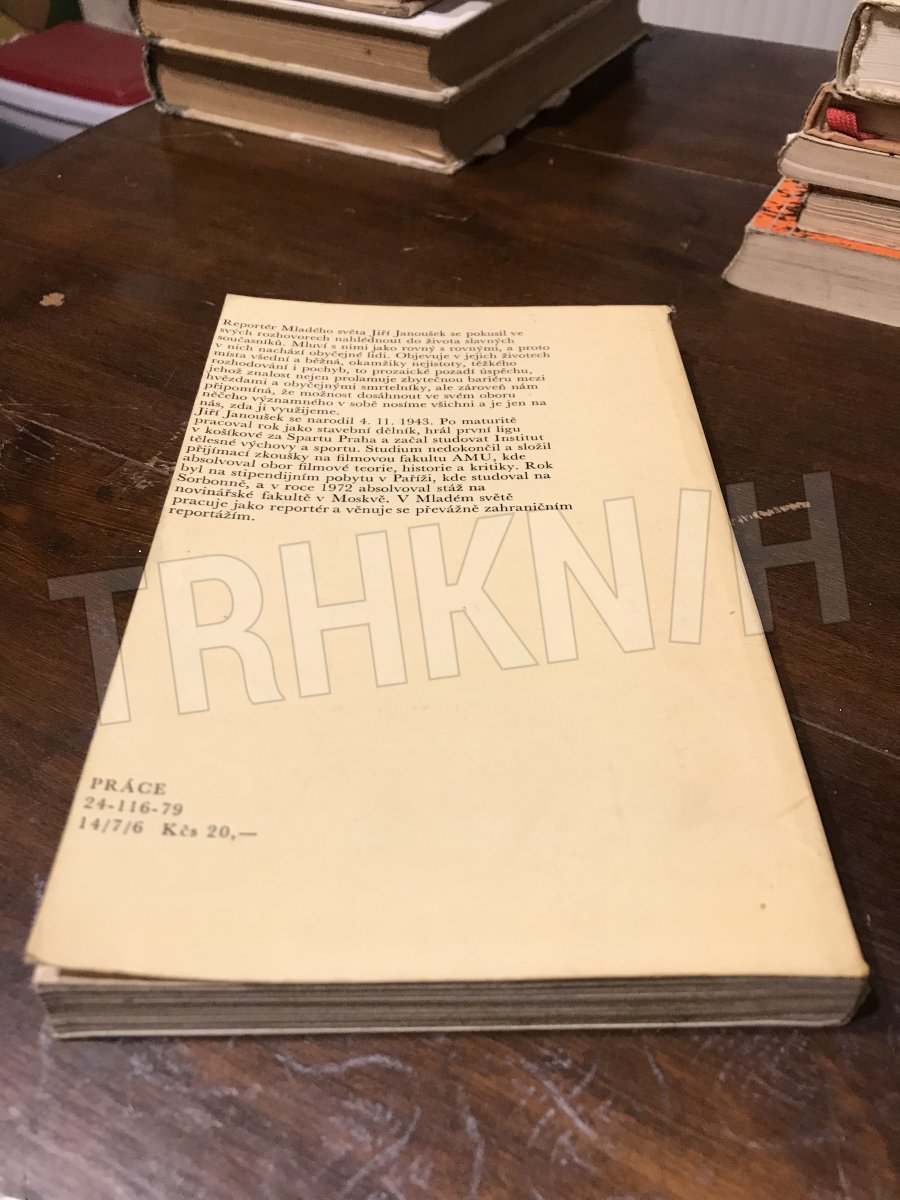 Reportér Mladého světa Jiří Janoušek se pokusil ve
svých rozhovorech nahlédnout do života slavných
současníků. Mluví s nimi jako rovný s rovnými, a proto
v nich nachází obyčejné lidi. Objevuje v jejich životech
místa všední a běžná, okamžiky nejistoty, těžkého
rozhodování i pochyb, to prozaické pozadí úspěchu,
jehož znalost nejen prolamuje zbytečnou bariéru mezi
hvězdami a obyčejnými smrtelníky, ale zároveň nám
připomíná, že možnost dosáhnout ve svém oboru
něčeho významného v sobě nosíme všichni a je jen na
nás, zda jí využijeme.
Jiří Janoušek se narodil 4. 11. 1943. Po maturitě
pracoval rok jako stavební dělník, hrál první ligu
v košíkové za Spartu Praha a začal studovat Institut
tělesné výchovy a sportu. Studium nedokončil a složil
přijímací zkoušky na filmovou fakultu AMU, kde
absolvoval obor filmové teorie, historie a kritiky. Rok
byl na stipendijním pobytu v Paříži, kde studoval na
Sorbonně, a v roce 1972 absolvoval stáž na
novinářské fakultě v Moskvě. V Mladém světě
pracuje jako reportér a věnuje se převážně zahraničním
reportážím.
TRHKNIH
PRÁCE
24-116-79
14/7/6 Kčs 20,—